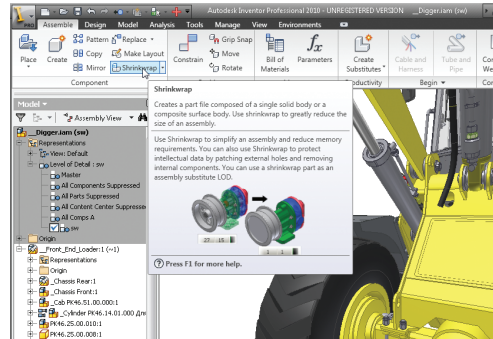 Autodesk Inventor Professional 2010 - UNREGISTERED VERSION _Digger.iam
PRO
Assemble Design Model Analysis Tools Manage View Environments
Place
Create
Pattern
Replace
Copy
Make Layout
Mirror
Shrinkwrap
Component
Constrain
Grip Snap
Move
Rotate
Bill of
Materials
Parameters
Create
Substitutes
Productivity
Cable and
Harness
Tube and
Pipe
Begin
Model
Assembly View
_Digger.iam (sw)
Representations
View: Default
Level of Detail : sw
Master
All Components Suppressed
All Parts Suppressed
All Content Center Suppressed
All Comps A
sw
Origin
_Front_End_Loader:1 (~1)
Representations
Origin
_Chassis Rear:1
_Chassis Front:1
_Cab PK46.51.00.000:1
_Cylinder PK46.14.01.000
PK46.25.00.010:1
PK46.25.00.008:1
Shrinkwrap
Creates a part file composed of a single solid body or a
composite surface body. Use shrinkwrap to greatly reduce the
size of an assembly.
Use Shrinkwrap to simplify an assembly and reduce memory
requirements. You can also use Shrinkwrap to protect
intellectual data by patching external holes and removing
internal components. You can use a shrinkwrap part as an
assembly substitute LOD.
27 15
1 1
Press F1 for more help.